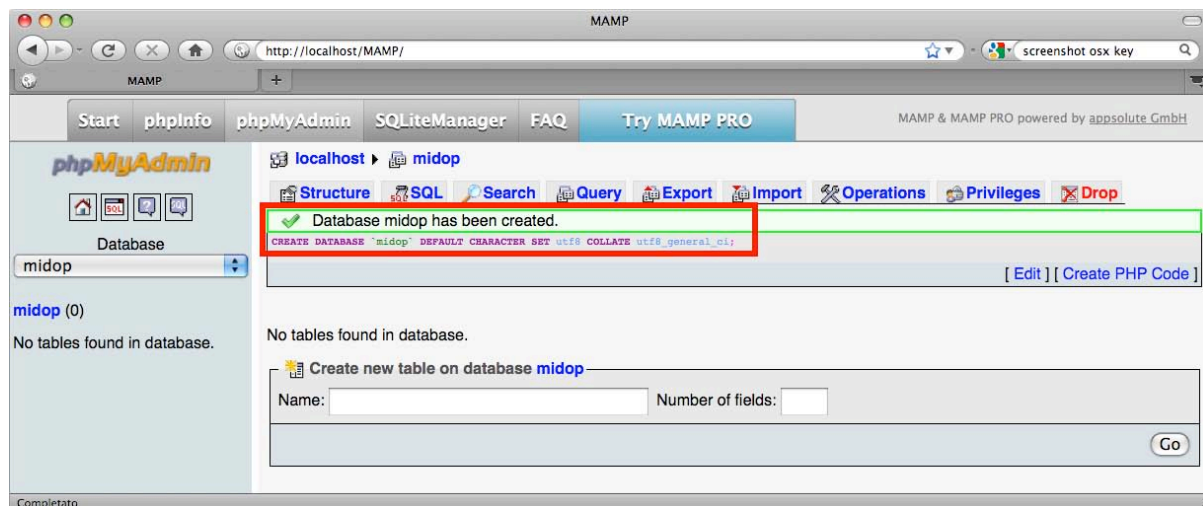 MAMP
http://localhost/MAMP/
screenshot osx key
MAMP
Start phpInfo phpMyAdmin SQLiteManager FAQ Try MAMP PRO MAMP & MAMP PRO powered by appsolute GmbH
phpMyAdmin
SQL
Database
midop
midop (0)
No tables found in database.
localhost midop
Structure SQL Search Query Export Import Operations Privileges Drop
Database midop has been created.
CREATE DATABASE `midop` DEFAULT CHARACTER SET utf8 COLLATE utf8_general_ci;
[ Edit ] [ Create PHP Code ]
No tables found in database.
Create new table on database midop
Name: Number of fields:
Go
Completato